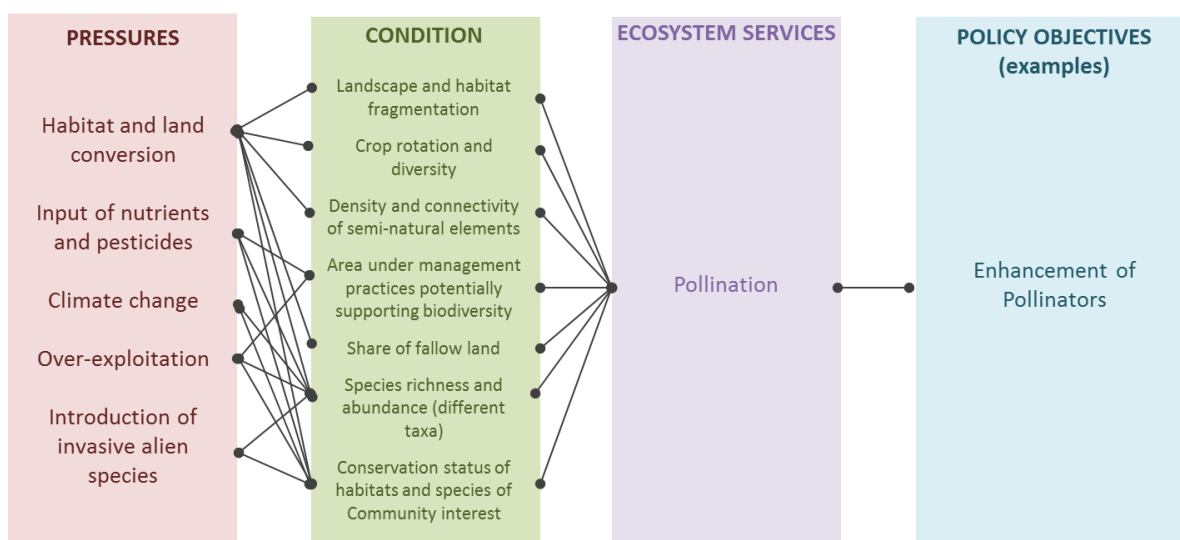 PRESSURES
Habitat and land
conversion
Input of nutrients
and pesticides
Climate change
Over-exploitation
Introduction of
invasive alien
species
CONDITION
Landscape and habitat
fragmentation
Crop rotation and
diversity
Density and connectivity
of semi-natural elements
Area under management
practices potentially
supporting biodiversity
Share of fallow land
Species richness and
abundance (different
taxa)
Conservation status of
habitats and species of
Community interest
ECOSYSTEM SERVICES
Pollination
POLICY OBJECTIVES
(examples)
Enhancement of
Pollinators